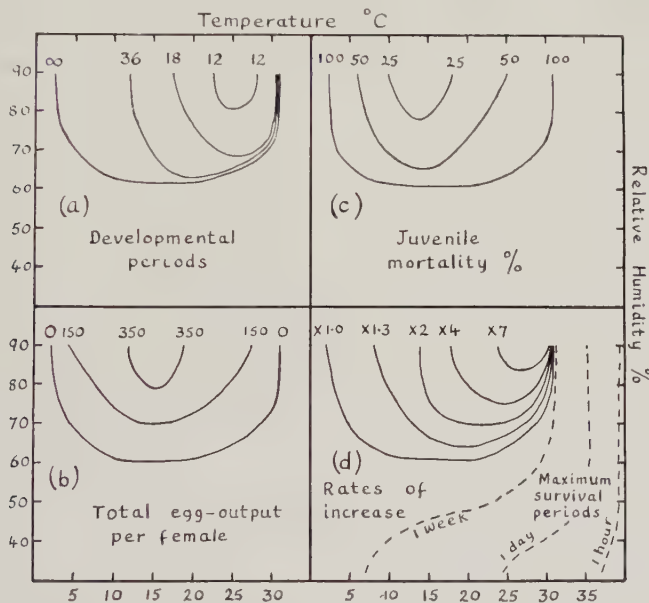 Temperature °C
∞ 36 18 12 12
100 50 25 25 50 100
90
80
70
60
50
40
(a)
Developmental
periods
(c)
Juvenile
mortality %
Relative Humidity %
0 150 350 350 150 0
x1.0 x1.3 x2 x4 x7
90
80
70
60
50
40
(b)
Total egg-output
per female
(d)
Rates of
increase
Maximum
survival
periods
1 week
1 day
1 hour
5 10 15 20 25 30
5 10 15 20 25 30 35